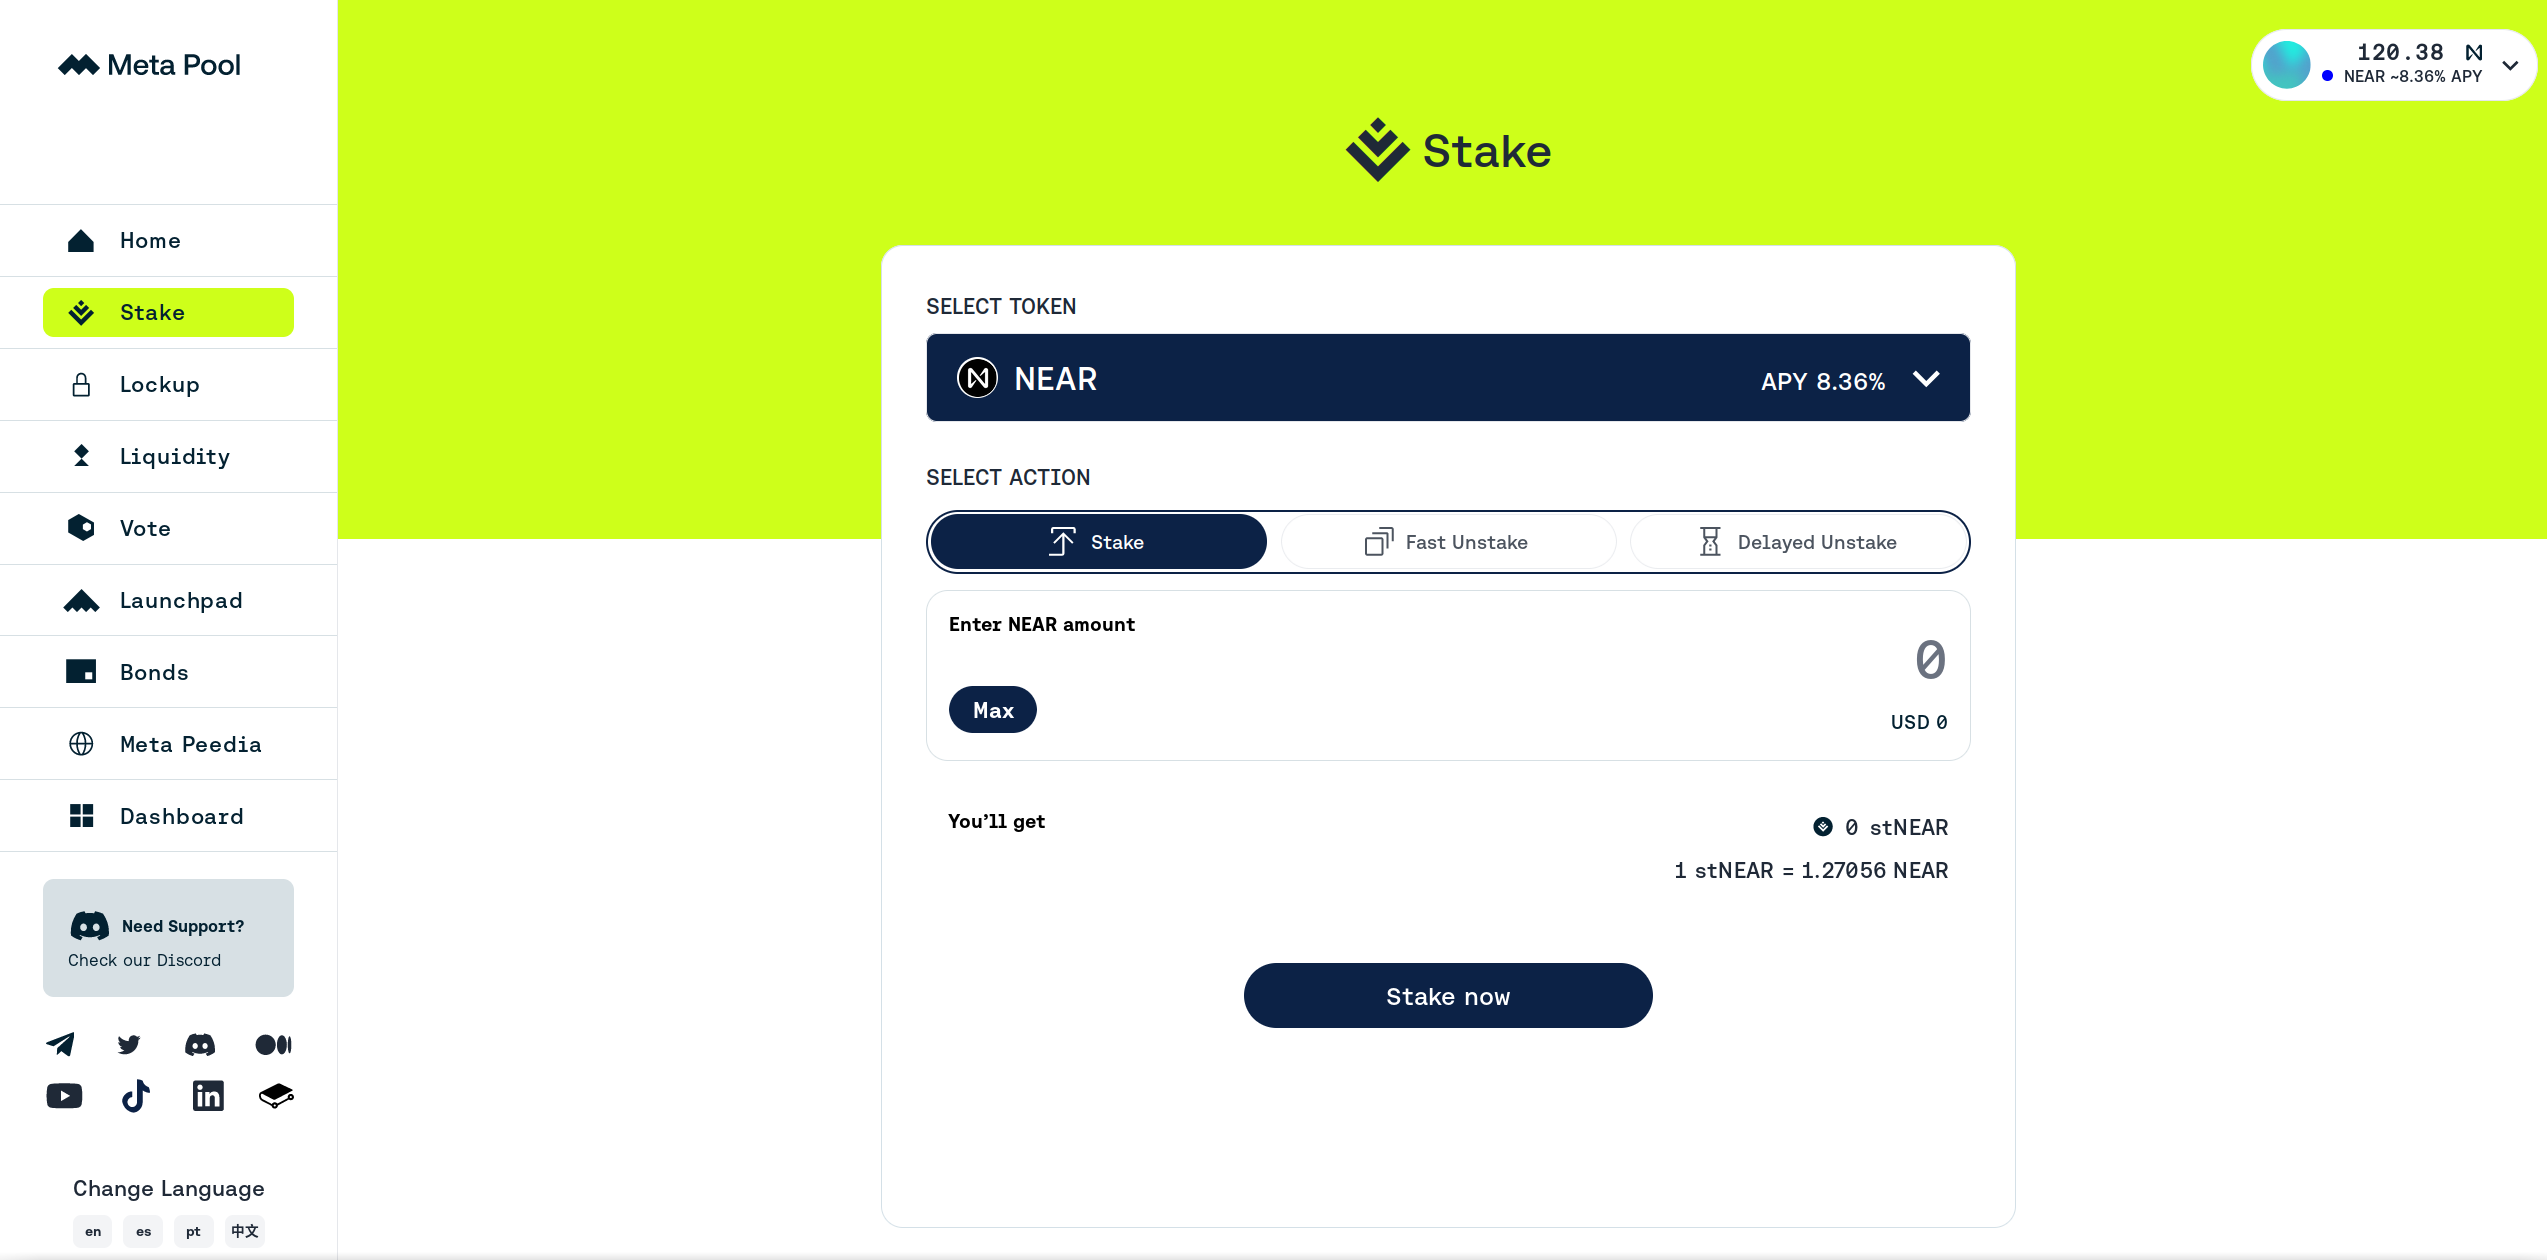 Meta Pool
Home
Stake
Lockup
Liquidity
Vote
Launchpad
Bonds
Meta Peedia
Dashboard
Need Support?
Check our Discord
Change Language
en es pt 中文
120.38
NEAR ~8.36% APY
Stake
SELECT TOKEN
NEAR APY 8.36%
SELECT ACTION
Stake Fast Unstake Delayed Unstake
Enter NEAR amount
0
Max
USD 0
You’ll get
0 stNEAR
1 stNEAR = 1.27056 NEAR
Stake now